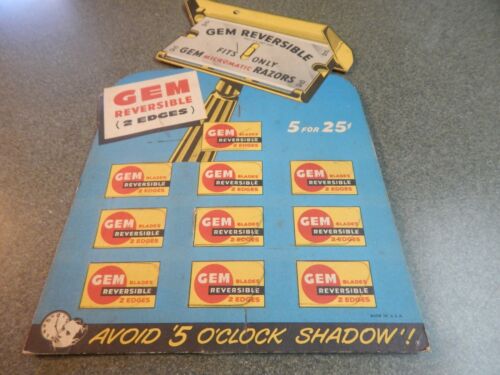 GEM REVERSIBLE
FITS ONLY
GEM MICROMATIC RAZORS
GEM
REVERSIBLE
(2 EDGES)
5 FOR 25¢
GEM BLADES
REVERSIBLE
2 EDGES
GEM BLADES
REVERSIBLE
2 EDGES
GEM BLADES
REVERSIBLE
2 EDGES
GEM BLADES
REVERSIBLE
2 EDGES
GEM BLADES
REVERSIBLE
2 EDGES
GEM BLADES
REVERSIBLE
2 EDGES
GEM BLADES
REVERSIBLE
2 EDGES
GEM BLADES
REVERSIBLE
2 EDGES
GEM BLADES
REVERSIBLE
2 EDGES
GEM BLADES
REVERSIBLE
2 EDGES
MADE IN U.S.A.
AVOID '5 O'CLOCK SHADOW'!